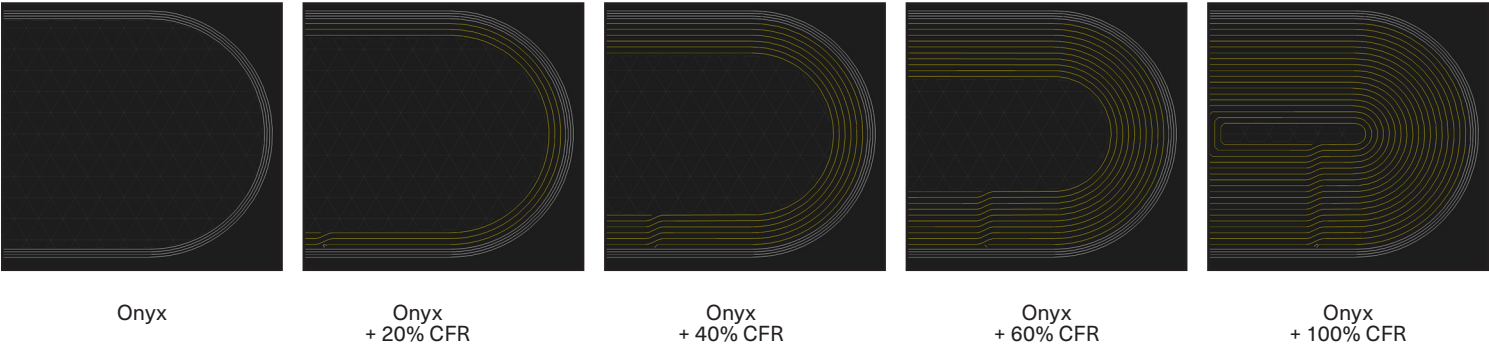 Onyx
Onyx
+ 20% CFR
Onyx
+ 40% CFR
Onyx
+ 60% CFR
Onyx
+ 100% CFR